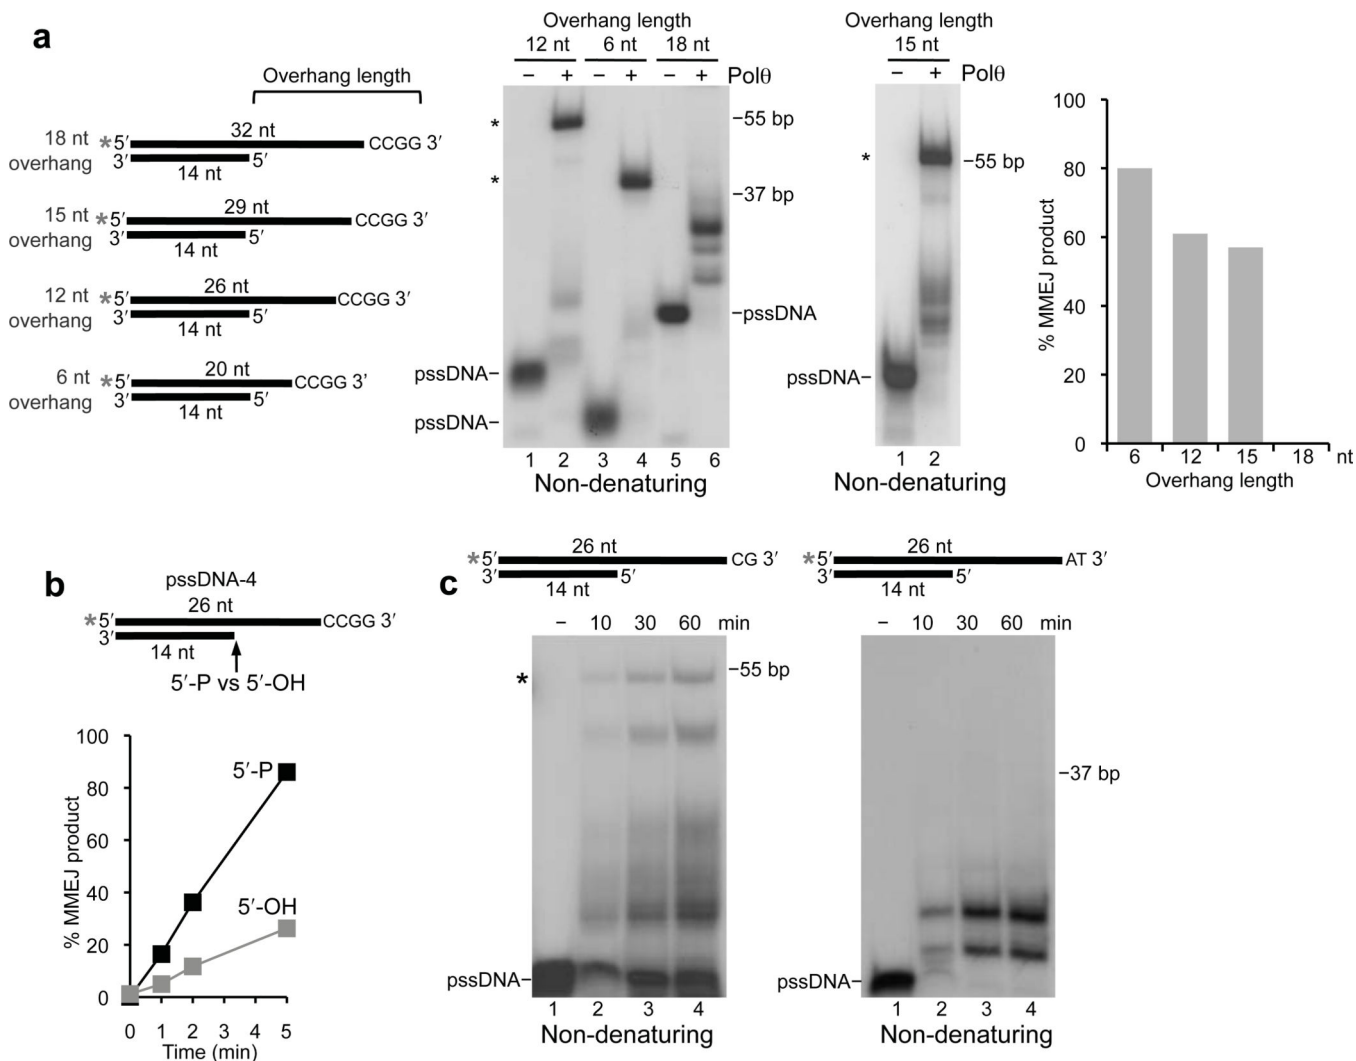 a
Overhang length
18 nt overhang
*5′ 32 nt CCGG 3′
3′ 14 nt 5′
15 nt overhang
*5′ 29 nt CCGG 3′
3′ 14 nt 5′
12 nt overhang
*5′ 26 nt CCGG 3′
3′ 14 nt 5′
6 nt overhang
*5′ 20 nt CCGG 3′
3′ 14 nt 5′
Overhang length
12 nt 6 nt 18 nt
− + − + − + Polθ
* −55 bp
* −37 bp
−pssDNA
pssDNA−
pssDNA−
1 2 3 4 5 6
Non-denaturing
Overhang length
15 nt
− + Polθ
* −55 bp
pssDNA−
1 2
Non-denaturing
% MMEJ product
100
80
60
40
20
0
6 12 15 18 nt
Overhang length
b
pssDNA-4
26 nt
*5′ CCGG 3′
3′ 14 nt
5′-P vs 5′-OH
% MMEJ product
100
80
60
40
20
0
5′-P
5′-OH
0 1 2 3 4 5
Time (min)
c
*5′ 26 nt CG 3′
3′ 14 nt 5′
− 10 30 60 min
* −55 bp
pssDNA−
1 2 3 4
Non-denaturing
*5′ 26 nt AT 3′
3′ 14 nt 5′
− 10 30 60 min
−37 bp
pssDNA−
1 2 3 4
Non-denaturing